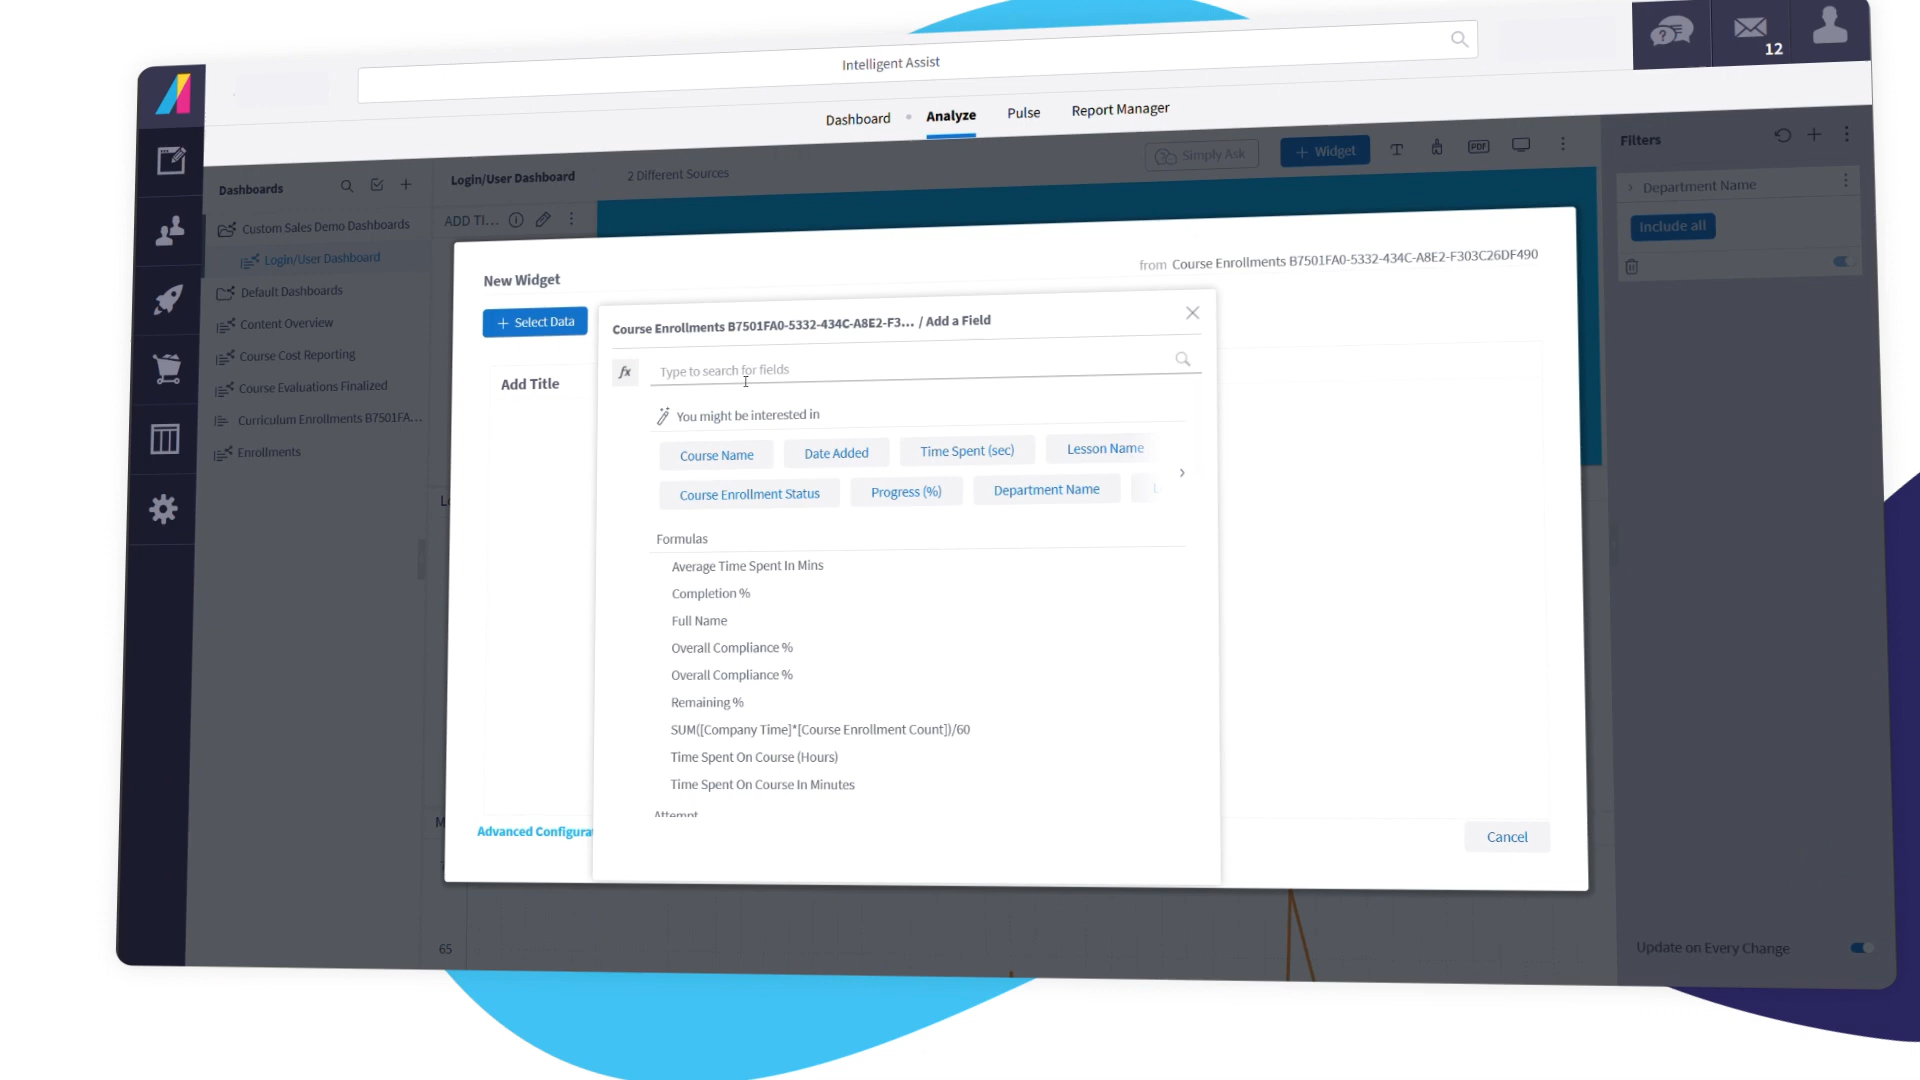 Intelligent Assist
12
Dashboard Analyze Pulse Report Manager
Dashboards
Login/User Dashboard
2 Different Sources
Simply Ask
+ Widget
PDF
Filters
ADD TI...
Custom Sales Demo Dashboards
Login/User Dashboard
Default Dashboards
Content Overview
Course Cost Reporting
Course Evaluations Finalized
Curriculum Enrollments B7501FA...
Enrollments
Department Name
Include all
New Widget
from Course Enrollments B7501FA0-5332-434C-A8E2-F303C26DF490
+ Select Data
Add Title
Course Enrollments B7501FA0-5332-434C-A8E2-F3... / Add a Field
fx
Type to search for fields
You might be interested in
Course Name Date Added Time Spent (sec) Lesson Name
Course Enrollment Status Progress (%) Department Name
Formulas
Average Time Spent In Mins
Completion %
Full Name
Overall Compliance %
Overall Compliance %
Remaining %
SUM([Company Time]*[Course Enrollment Count])/60
Time Spent On Course (Hours)
Time Spent On Course In Minutes
Attempt
Advanced Configura
Cancel
65
Update on Every Change